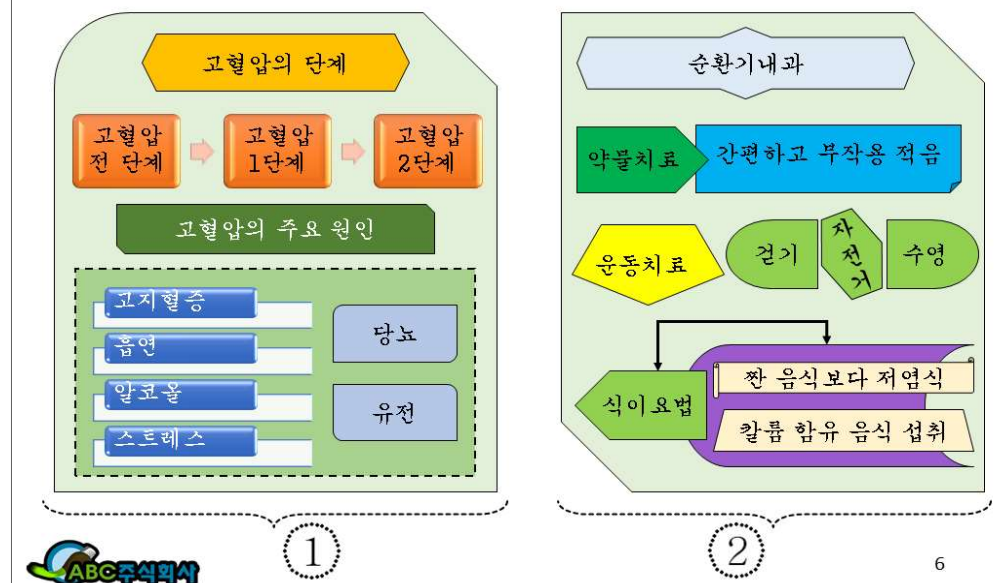 고혈압의 단계
고혈압
전 단계
고혈압
1단계
고혈압
2단계
고혈압의 주요 원인
고지혈증
흡연
알코올
스트레스
당뇨
유전
①
순환기내과
약물치료
간편하고 부작용 적음
운동치료
걷기
자전거
수영
식이요법
짠 음식보다 저염식
칼륨 함유 음식 섭취
②
ABC주식회사
6